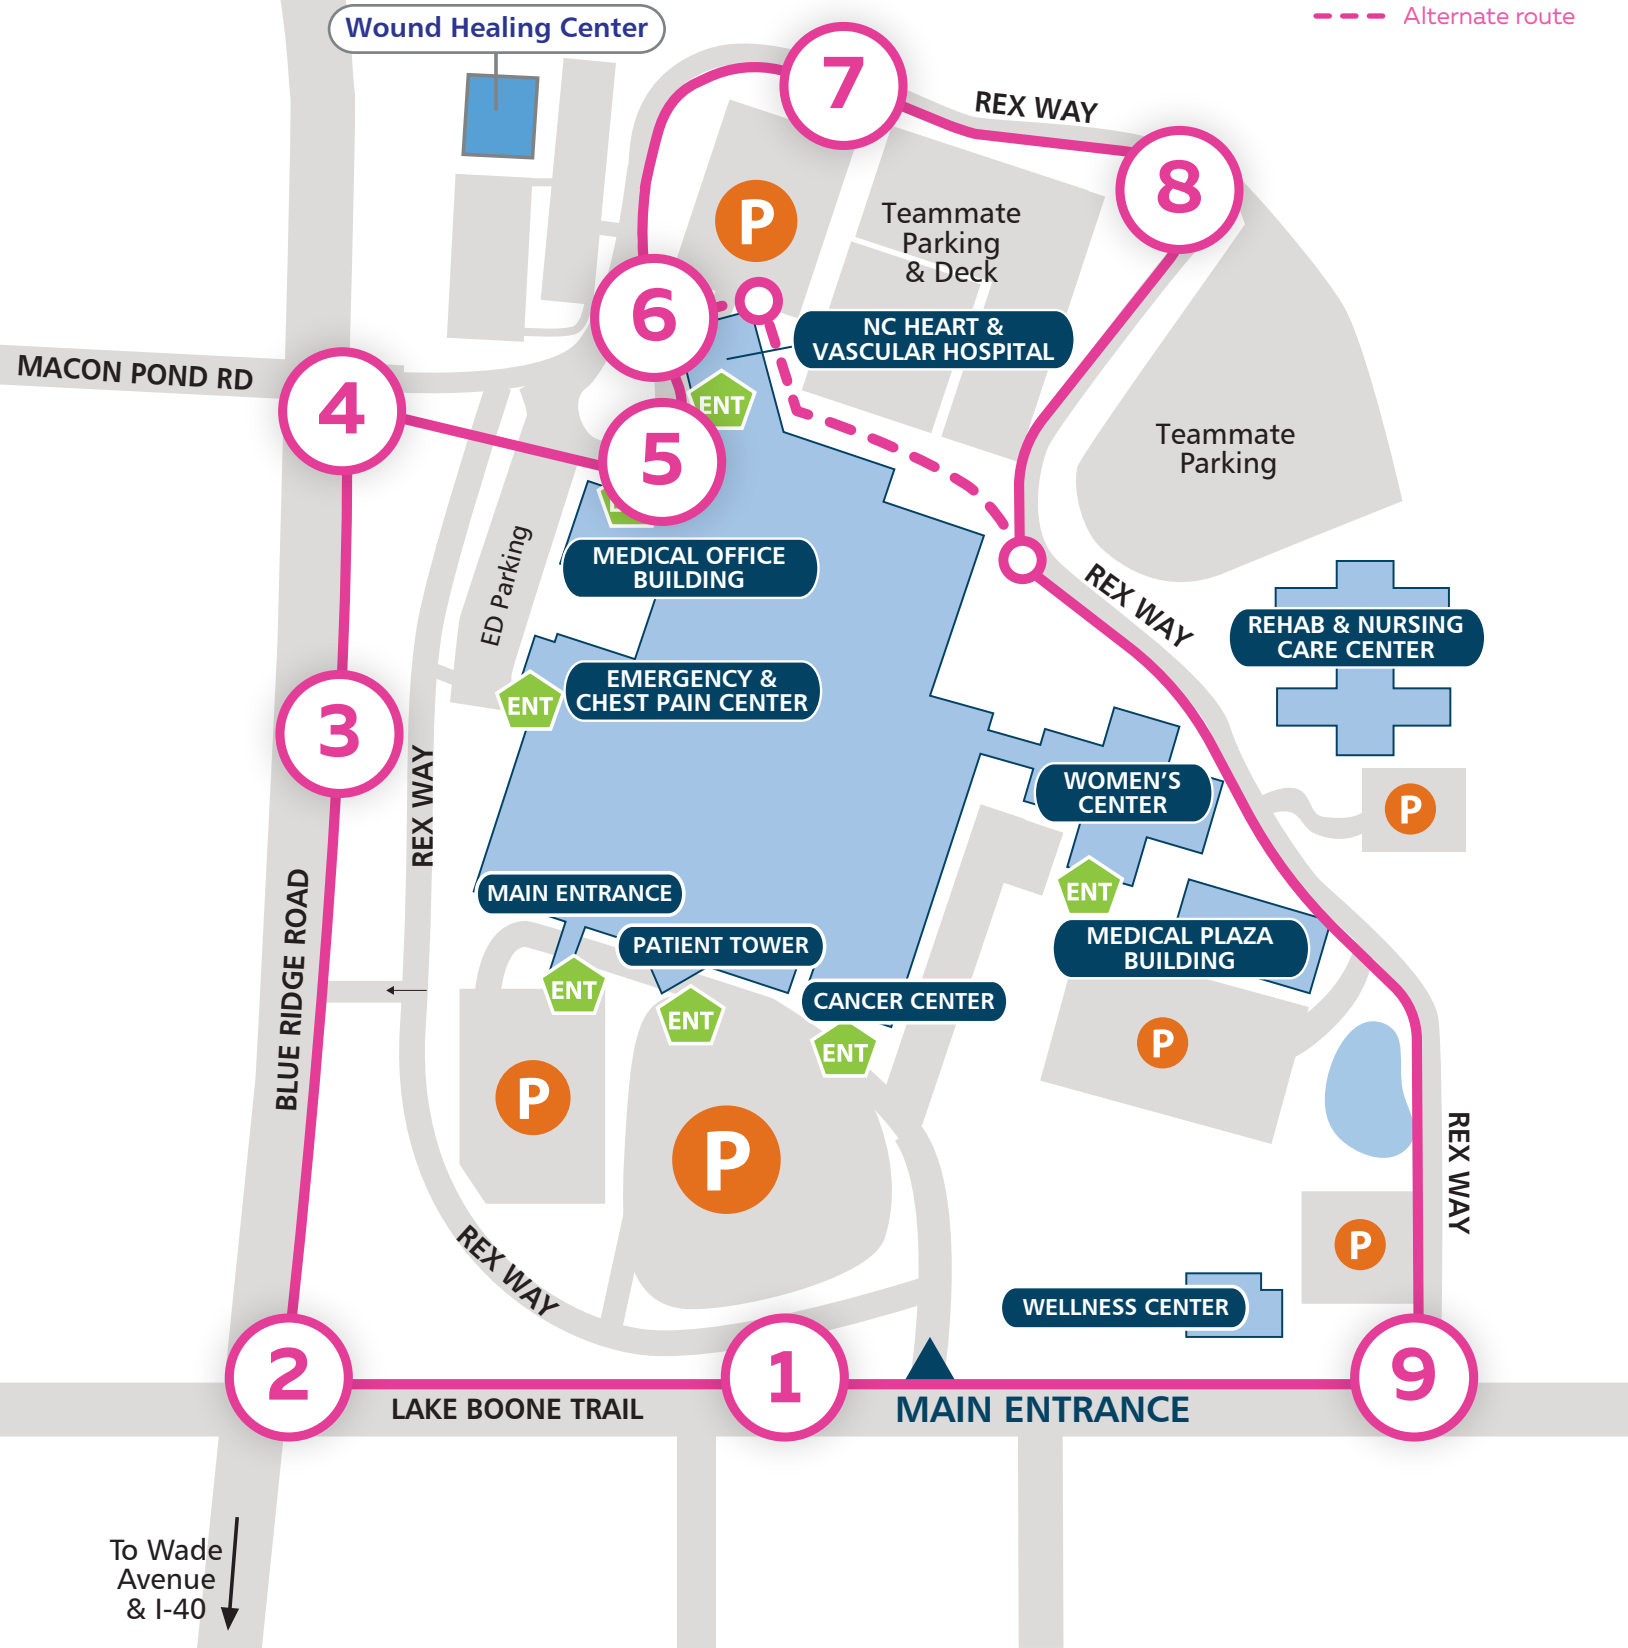 Alternate route
Wound Healing Center
7
REX WAY
8
P
Teammate
Parking
& Deck
6
NC HEART &
VASCULAR HOSPITAL
MACON POND RD
4
ENT
5
Teammate
Parking
ED Parking
MEDICAL OFFICE
BUILDING
REX WAY
REHAB & NURSING
CARE CENTER
EMERGENCY &
CHEST PAIN CENTER
ENT
3
REX WAY
WOMEN'S
CENTER
P
MAIN ENTRANCE
ENT
BLUE RIDGE ROAD
PATIENT TOWER
MEDICAL PLAZA
BUILDING
ENT
CANCER CENTER
ENT
ENT
P
P
P
REX WAY
REX WAY
P
WELLNESS CENTER
2
1
9
LAKE BOONE TRAIL
MAIN ENTRANCE
To Wade
Avenue
& I-40